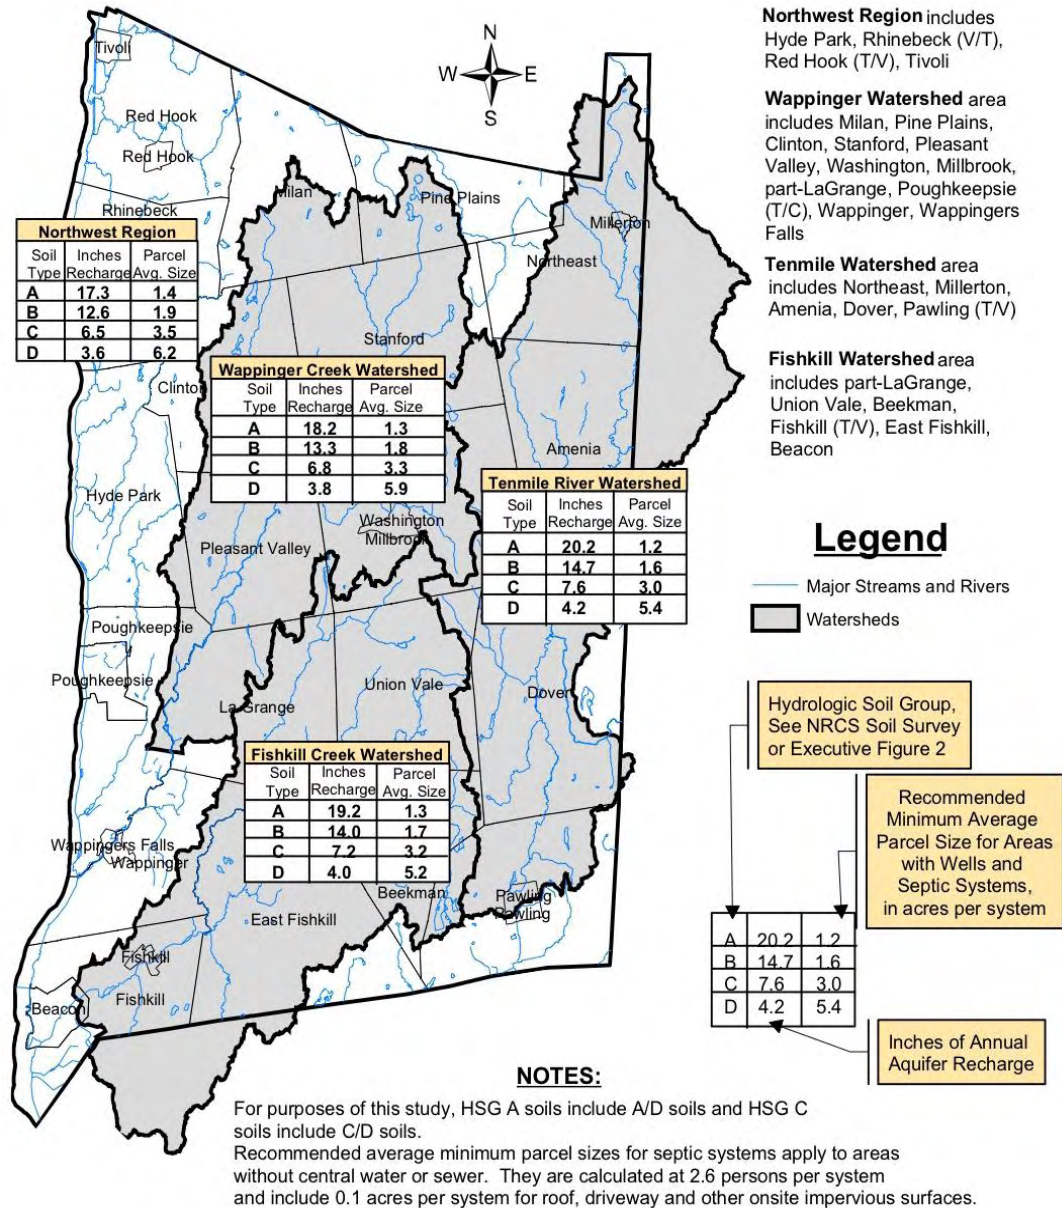 N
W
E
S
Northwest Region includes
Hyde Park, Rhinebeck (V/T),
Red Hook (T/V), Tivoli
Wappinger Watershed area
includes Milan, Pine Plains,
Clinton, Stanford, Pleasant
Valley, Washington, Millbrook,
part-LaGrange, Poughkeepsie
(T/C), Wappinger, Wappingers
Falls
Tenmile Watershed area
includes Northeast, Millerton,
Amenia, Dover, Pawling (T/V)
Fishkill Watershed area
includes part-LaGrange,
Union Vale, Beekman,
Fishkill (T/V), East Fishkill,
Beacon
Tivoli
Red Hook
Red Hook
Rhinebeck
Milan
Pine Plains
Millerton
Northeast
Northwest Region
Soil Type Inches Recharge Parcel Avg. Size
A 17.3 1.4
B 12.6 1.9
C 6.5 3.5
D 3.6 6.2
Stanford
Clinton
Wappinger Creek Watershed
Soil Type Inches Recharge Parcel Avg. Size
A 18.2 1.3
B 13.3 1.8
C 6.8 3.3
D 3.8 5.9
Amenia
Tenmile River Watershed
Soil Type Inches Recharge Parcel Avg. Size
A 20.2 1.2
B 14.7 1.6
C 7.6 3.0
D 4.2 5.4
Hyde Park
Washington
Millbrook
Pleasant Valley
Poughkeepsie
Poughkeepsie
Union Vale
Dover
La Grange
Fishkill Creek Watershed
Soil Type Inches Recharge Parcel Avg. Size
A 19.2 1.3
B 14.0 1.7
C 7.2 3.2
D 4.0 5.2
Wappingers Falls
Wappinger
Beekman
Pawling
Pawling
East Fishkill
Fishkill
Fishkill
Beacon
Legend
Major Streams and Rivers
Watersheds
Hydrologic Soil Group,
See NRCS Soil Survey
or Executive Figure 2
Recommended
Minimum Average
Parcel Size for Areas
with Wells and
Septic Systems,
in acres per system
A 20.2 1.2
B 14.7 1.6
C 7.6 3.0
D 4.2 5.4
Inches of Annual
Aquifer Recharge
NOTES:
For purposes of this study, HSG A soils include A/D soils and HSG C
soils include C/D soils.
Recommended average minimum parcel sizes for septic systems apply to areas
without central water or sewer. They are calculated at 2.6 persons per system
and include 0.1 acres per system for roof, driveway and other onsite impervious surfaces.